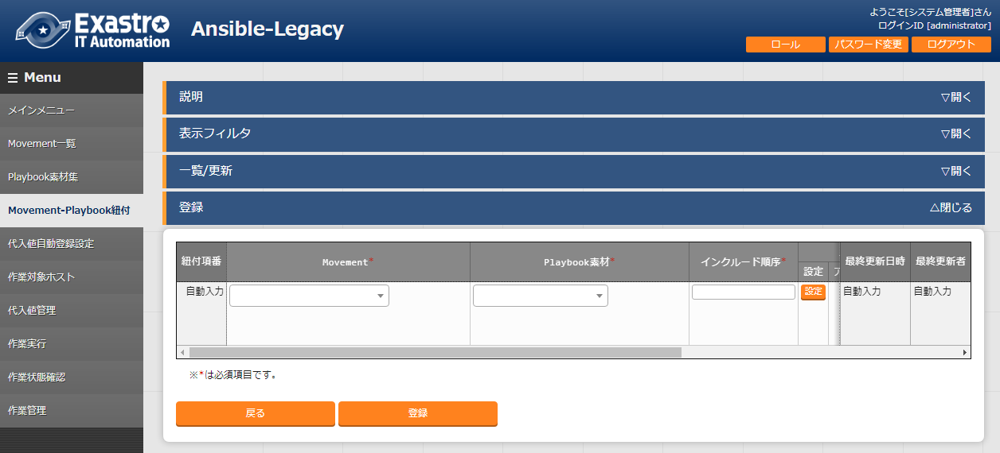 Exastro
IT Automation
Ansible-Legacy
ようこそ[システム管理者]さん
ログインID [administrator]
ロール
パスワード変更
ログアウト
Menu
メインメニュー
Movement一覧
Playbook素材集
Movement-Playbook紐付
代入値自動登録設定
作業対象ホスト
代入値管理
作業実行
作業状態確認
作業管理
説明
▽開く
表示フィルタ
▽開く
一覧/更新
▽開く
登録
△閉じる
紐付項番
Movement*
Playbook素材*
インクルード順序*
設定
最終更新日時
最終更新者
自動入力
設定
自動入力
自動入力
※*は必須項目です。
戻る
登録